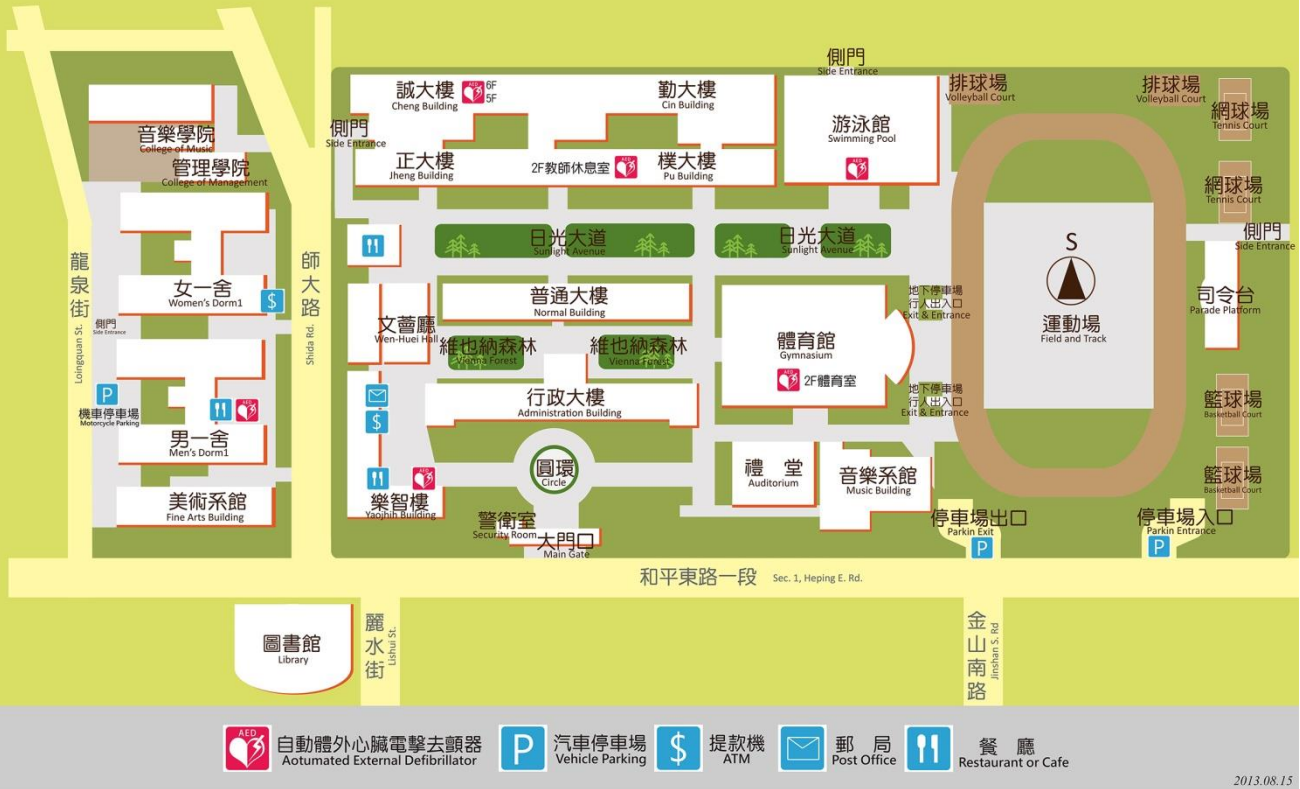 側門
Side Entrance
誠大樓
Cheng Building
AED
6F
5F
勤大樓
Cin Building
排球場
Volleyball Court
排球場
Volleyball Court
網球場
Tennis Court
音樂學院
College of Music
管理學院
College of Management
側門
Side Entrance
游泳館
Swimming Pool
AED
正大樓
Jheng Building
2F教師休息室
AED
樸大樓
Pu Building
網球場
Tennis Court
日光大道
Sunlight Avenue
日光大道
Sunlight Avenue
側門
Side Entrance
龍泉街
Loingquan St.
師大路
Shida Rd.
女一舍
Women's Dorm1
$
側門
Side Entrance
文薈廳
Wen-Huei Hall
普通大樓
Normal Building
維也納森林
Vienna Forest
維也納森林
Vienna Forest
體育館
Gymnasium
AED
2F體育室
地下停車場
行人出入口
Exit & Entrance
地下停車場
行人出入口
Exit & Entrance
S
運動場
Field and Track
司令台
Parade Platform
P
機車停車場
Motorcycle Parking
AED
男一舍
Men's Dorm1
$
行政大樓
Administration Building
籃球場
Basketball Court
籃球場
Basketball Court
美術系館
Fine Arts Building
AED
樂智樓
Yaojhih Building
圓環
Circle
禮堂
Auditorium
音樂系館
Music Building
警衛室
Security Room
大門口
Main Gate
停車場出口
Parkin Exit
P
停車場入口
Parkin Entrance
P
和平東路一段 Sec. 1, Heping E. Rd.
圖書館
Library
麗水街
Lishui St.
金山南路
Jinshan S. Rd
AED
自動體外心臟電擊去顫器
Aotumated External Defibrillator
P
汽車停車場
Vehicle Parking
$
提款機
ATM
郵局
Post Office
餐廳
Restaurant or Cafe
2013.08.15